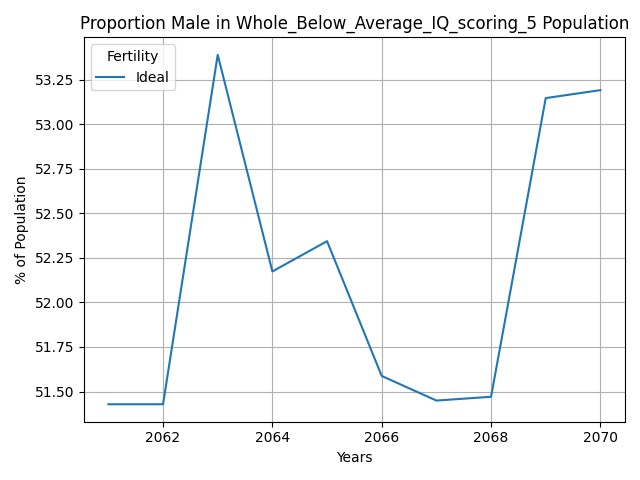 Proportion Male in Whole_Below_Average_IQ_scoring_5 Population
Fertility
Ideal
% of Population
53.25
53.00
52.75
52.50
52.25
52.00
51.75
51.50
2062 2064 2066 2068 2070
Years